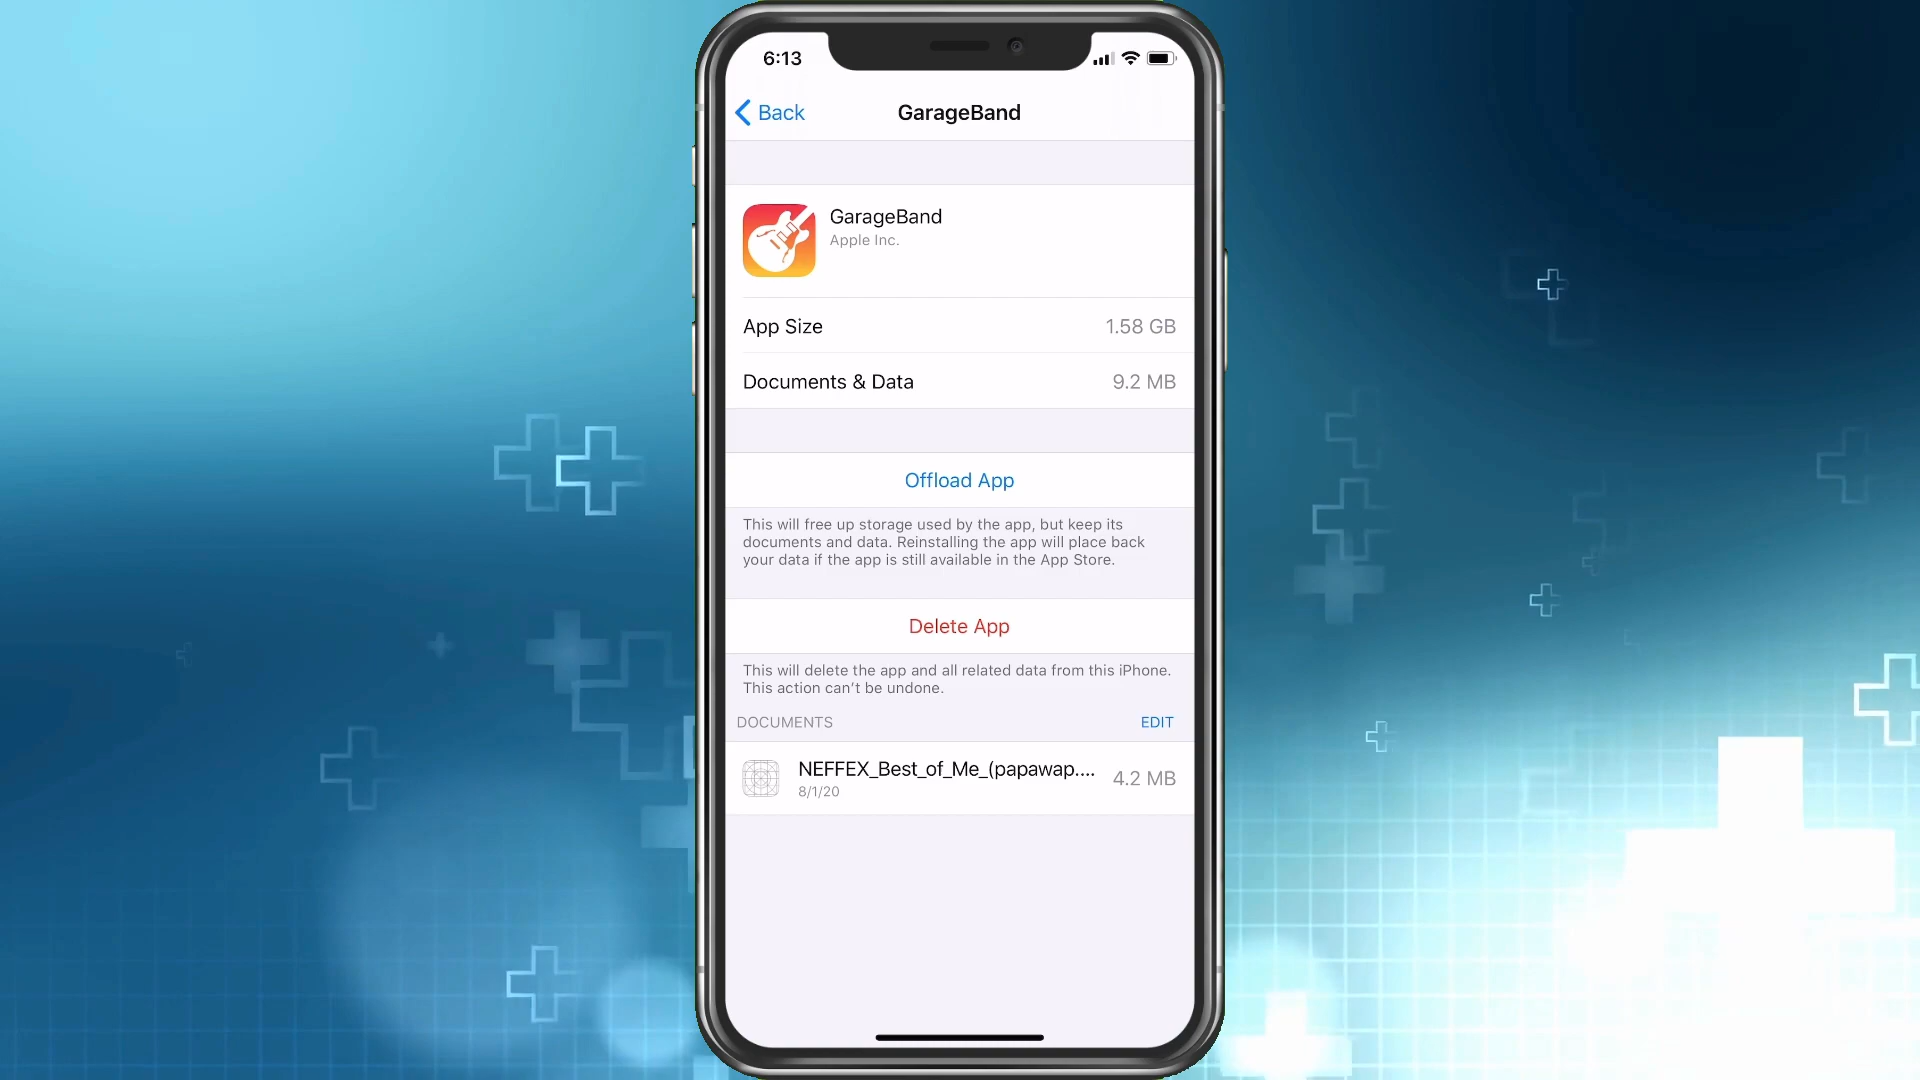 6:13
Back
GarageBand
GarageBand
Apple Inc.
App Size 1.58 GB
Documents & Data 9.2 MB
Offload App
This will free up storage used by the app, but keep its
documents and data. Reinstalling the app will place back
your data if the app is still available in the App Store.
Delete App
This will delete the app and all related data from this iPhone.
This action can't be undone.
DOCUMENTS EDIT
NEFFEX_Best_of_Me_(papawap.... 4.2 MB
8/1/20